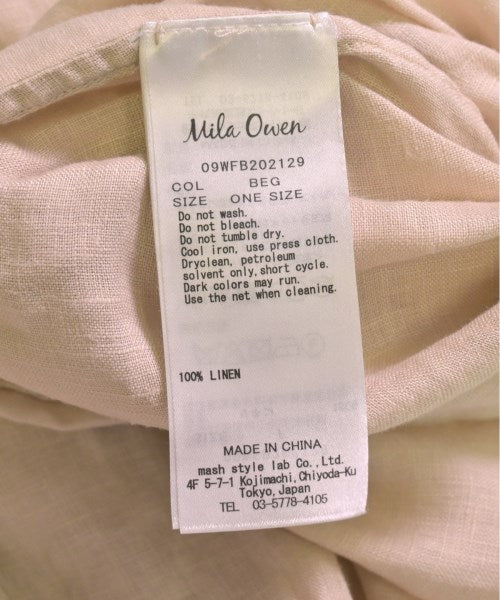 Mila Owen
09WFB202129
COL BEG
SIZE ONE SIZE
Do not wash.
Do not bleach.
Do not tumble dry.
Cool iron, use press cloth.
Dryclean, petroleum
solvent only,short cycle.
Dark colors may run.
Use the net when cleaning.
100% LINEN
MADE IN CHINA
mash style lab Co.,Ltd.
4F 5-7-1 Kojimachi,Chiyoda-Ku
Tokyo,Japan
TEL 03-5778-4105